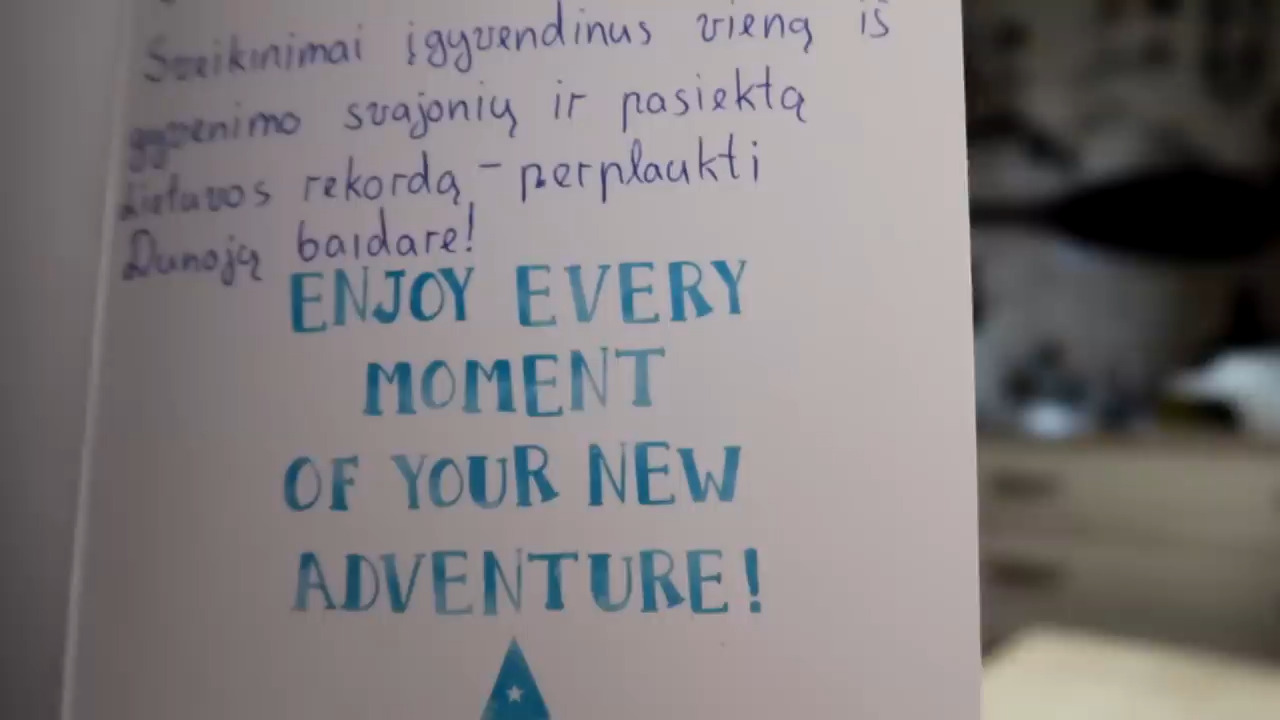 Sveikinimai įgyvendinus vieną iš
gyvenimo svajonių ir pasiektą
Lietuvos rekordą - perplaukti
Dunoją baidare!
ENJOY EVERY
MOMENT
OF YOUR NEW
ADVENTURE!